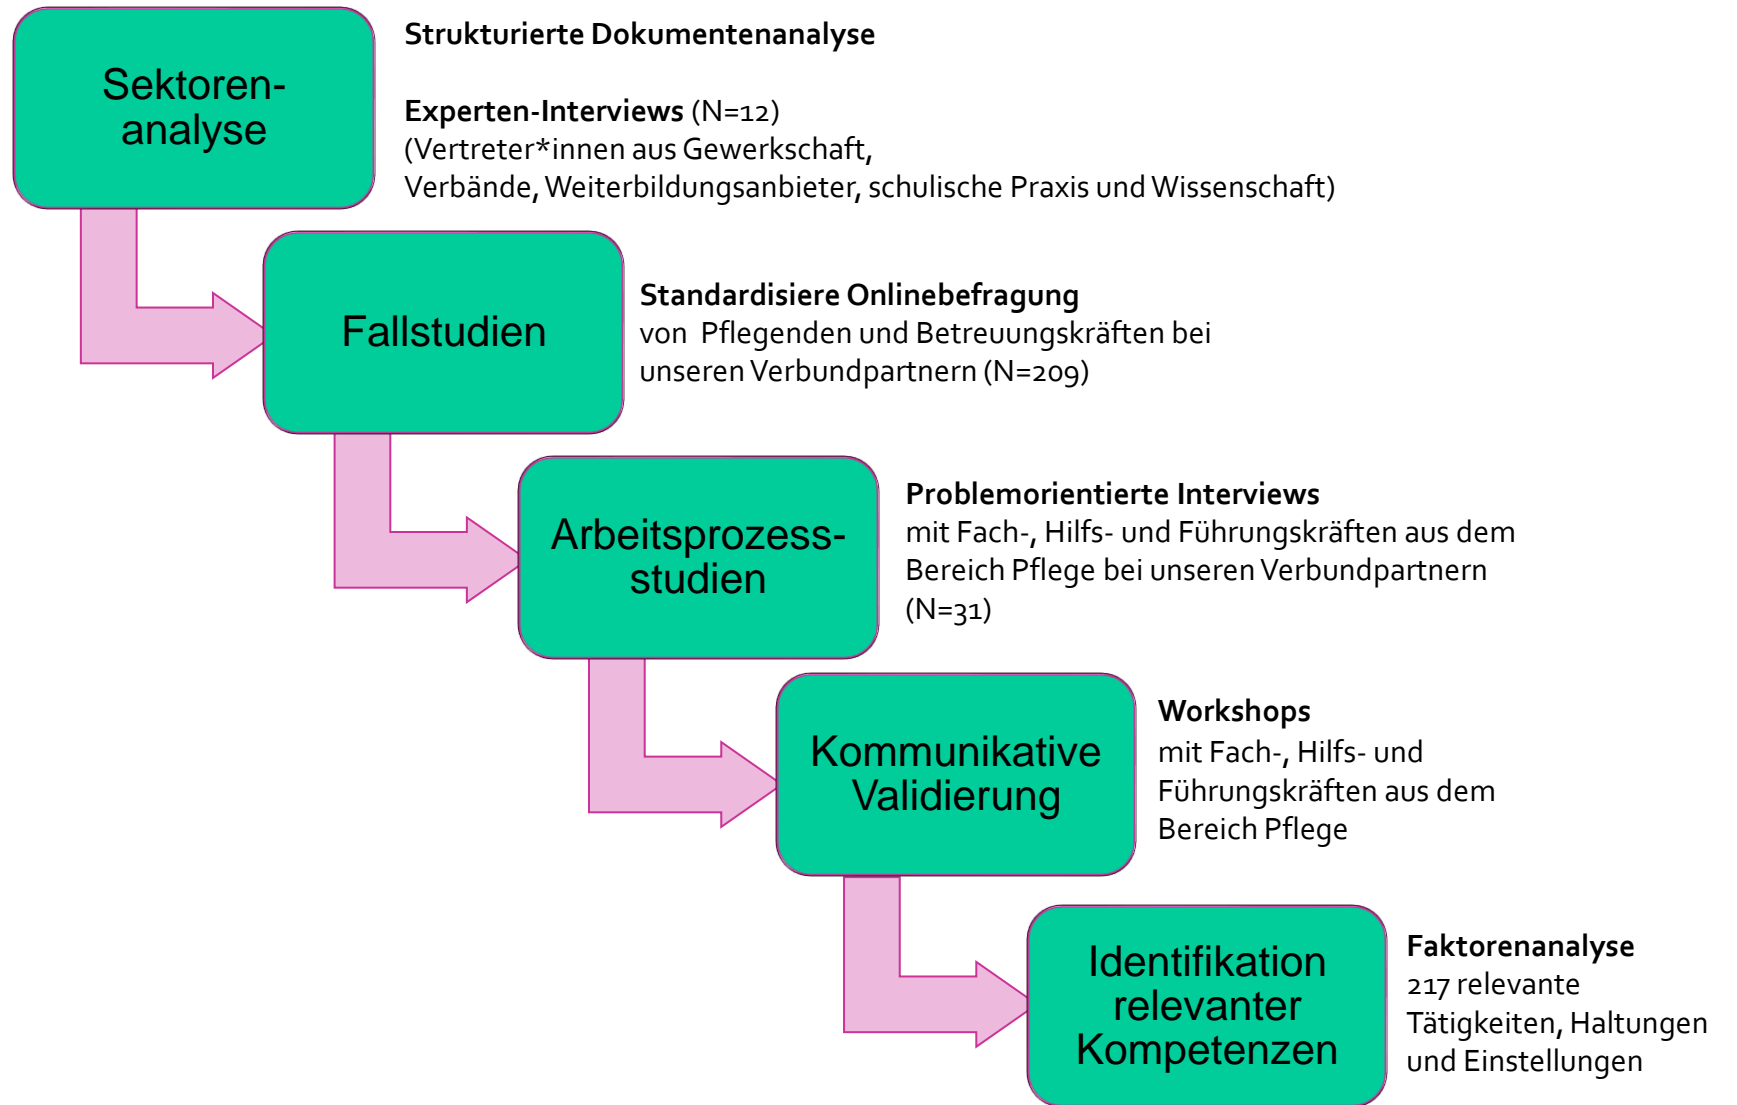 Sektoren-
analyse
Strukturierte Dokumentenanalyse
Experten-Interviews (N=12)
(Vertreter*innen aus Gewerkschaft,
Verbände, Weiterbildungsanbieter, schulische Praxis und Wissenschaft)
Fallstudien
Standardisiere Onlinebefragung
von Pflegenden und Betreuungskräften bei
unseren Verbundpartnern (N=209)
Arbeitsprozess-
studien
Problemorientierte Interviews
mit Fach-, Hilfs- und Führungskräften aus dem
Bereich Pflege bei unseren Verbundpartnern
(N=31)
Kommunikative
Validierung
Workshops
mit Fach-, Hilfs- und
Führungskräften aus dem
Bereich Pflege
Identifikation
relevanter
Kompetenzen
Faktorenanalyse
217 relevante
Tätigkeiten, Haltungen
und Einstellungen